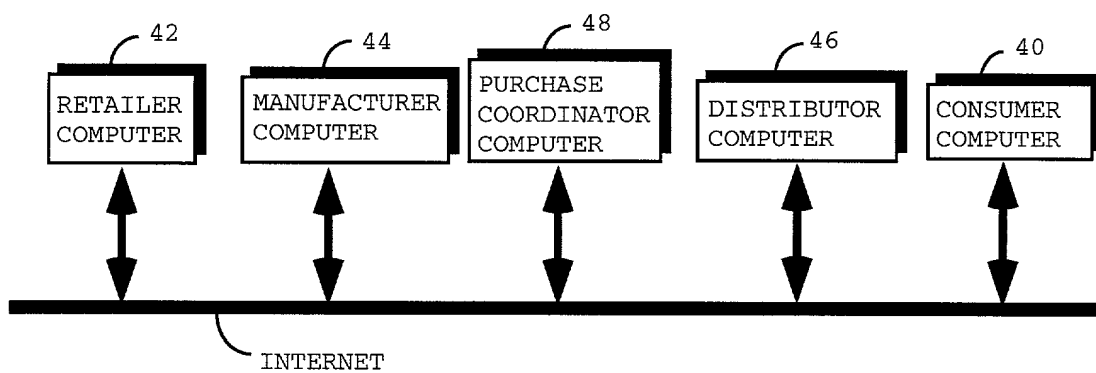 42
44
48
46
40
RETAILER
COMPUTER
MANUFACTURER
COMPUTER
PURCHASE
COORDINATOR
COMPUTER
DISTRIBUTOR
COMPUTER
CONSUMER
COMPUTER
INTERNET